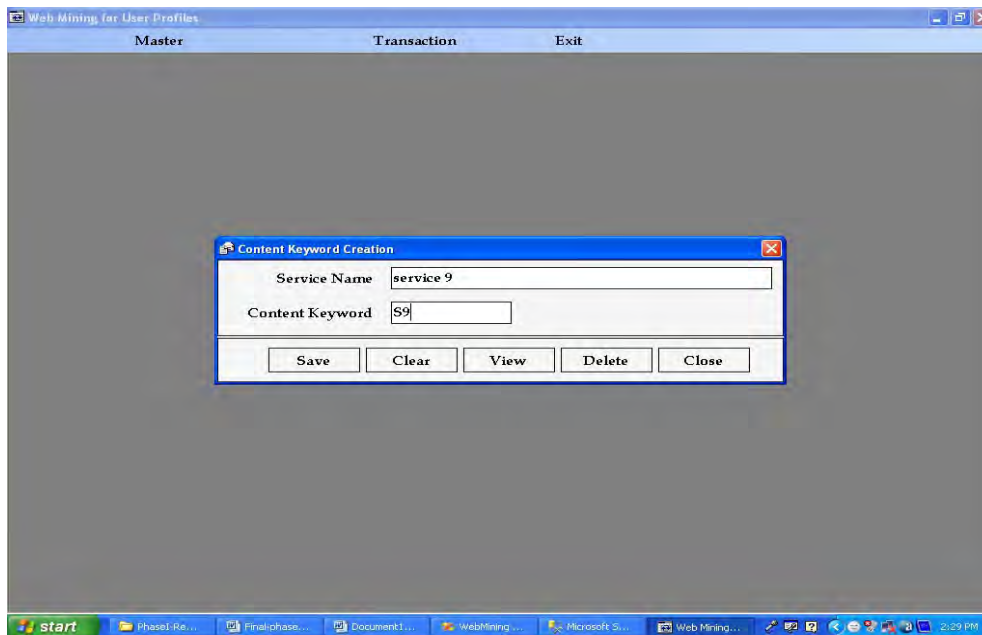 Web Mining for User Profiles
Master Transaction Exit
Content Keyword Creation
Service Name service 9
Content Keyword S9
Save Clear View Delete Close
start Phase1-Re... Final-phase... Document1... WebMining ... Microsoft S... Web Mining... 2:29 PM